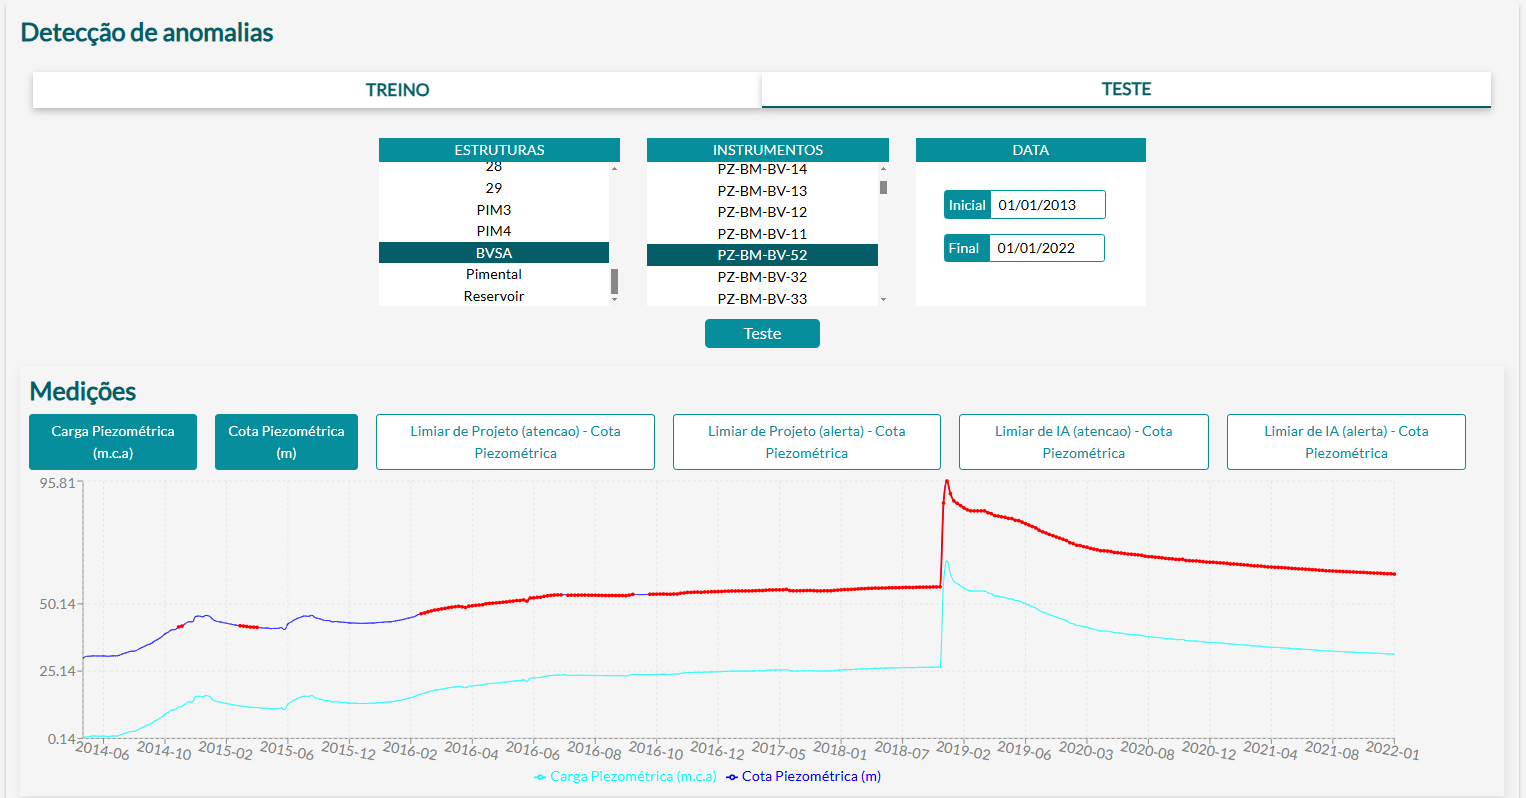 Detecção de anomalias
TREINO
TESTE
ESTRUTURAS
28
29
PIM3
PIM4
BVSA
Pimental
Reservoir
INSTRUMENTOS
PZ-BM-BV-14
PZ-BM-BV-13
PZ-BM-BV-12
PZ-BM-BV-11
PZ-BM-BV-52
PZ-BM-BV-32
PZ-BM-BV-33
DATA
Inicial 01/01/2013
Final 01/01/2022
Teste
Medições
Carga Piezométrica
(m.c.a)
Cota Piezométrica
(m)
Limiar de Projeto (atencao) - Cota
Piezométrica
Limiar de Projeto (alerta) - Cota
Piezométrica
Limiar de IA (atencao) - Cota
Piezométrica
Limiar de IA (alerta) - Cota
Piezométrica
95.81
50.14
25.14
0.14
2014-06 2014-10 2015-02 2015-06 2015-12 2016-02 2016-04 2016-06 2016-08 2016-10 2016-12 2017-05 2018-01 2018-07 2019-02 2019-06 2020-03 2020-08 2020-12 2021-04 2021-08 2022-01
Carga Piezométrica (m.c.a) Cota Piezométrica (m)